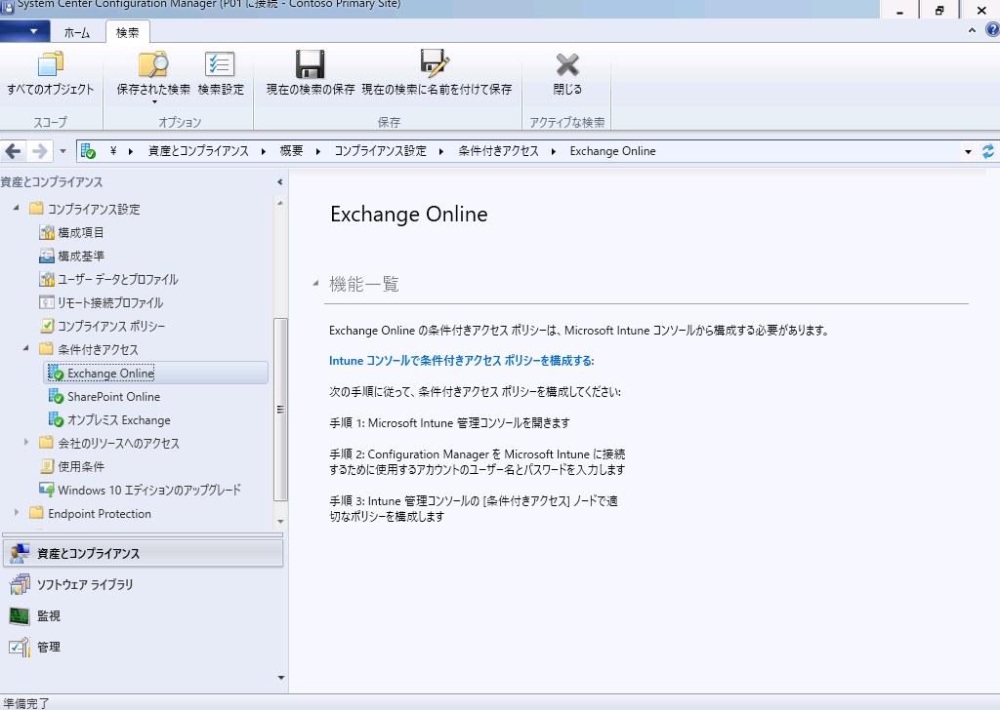 System Center Configuration Manager (P01 に接続 - Contoso Primary Site)
ホーム
検索
すべてのオブジェクト
保存された検索
検索設定
現在の検索の保存
現在の検索に名前を付けて保存
閉じる
スコープ
オプション
保存
アクティブな検索
¥ 資産とコンプライアンス 概要 コンプライアンス設定 条件付きアクセス Exchange Online
資産とコンプライアンス
コンプライアンス設定
構成項目
構成基準
ユーザー データとプロファイル
リモート接続プロファイル
コンプライアンス ポリシー
条件付きアクセス
Exchange Online
SharePoint Online
オンプレミス Exchange
会社のリソースへのアクセス
使用条件
Windows 10 エディションのアップグレード
Endpoint Protection
資産とコンプライアンス
ソフトウェア ライブラリ
監視
管理
Exchange Online
機能一覧
Exchange Online の条件付きアクセス ポリシーは、Microsoft Intune コンソールから構成する必要があります。
Intune コンソールで条件付きアクセス ポリシーを構成する:
次の手順に従って、条件付きアクセス ポリシーを構成してください:
手順 1: Microsoft Intune 管理コンソールを開きます
手順 2: Configuration Manager を Microsoft Intune に接続
するために使用するアカウントのユーザー名とパスワードを入力します
手順 3: Intune 管理コンソールの [条件付きアクセス] ノードで適
切なポリシーを構成します
準備完了